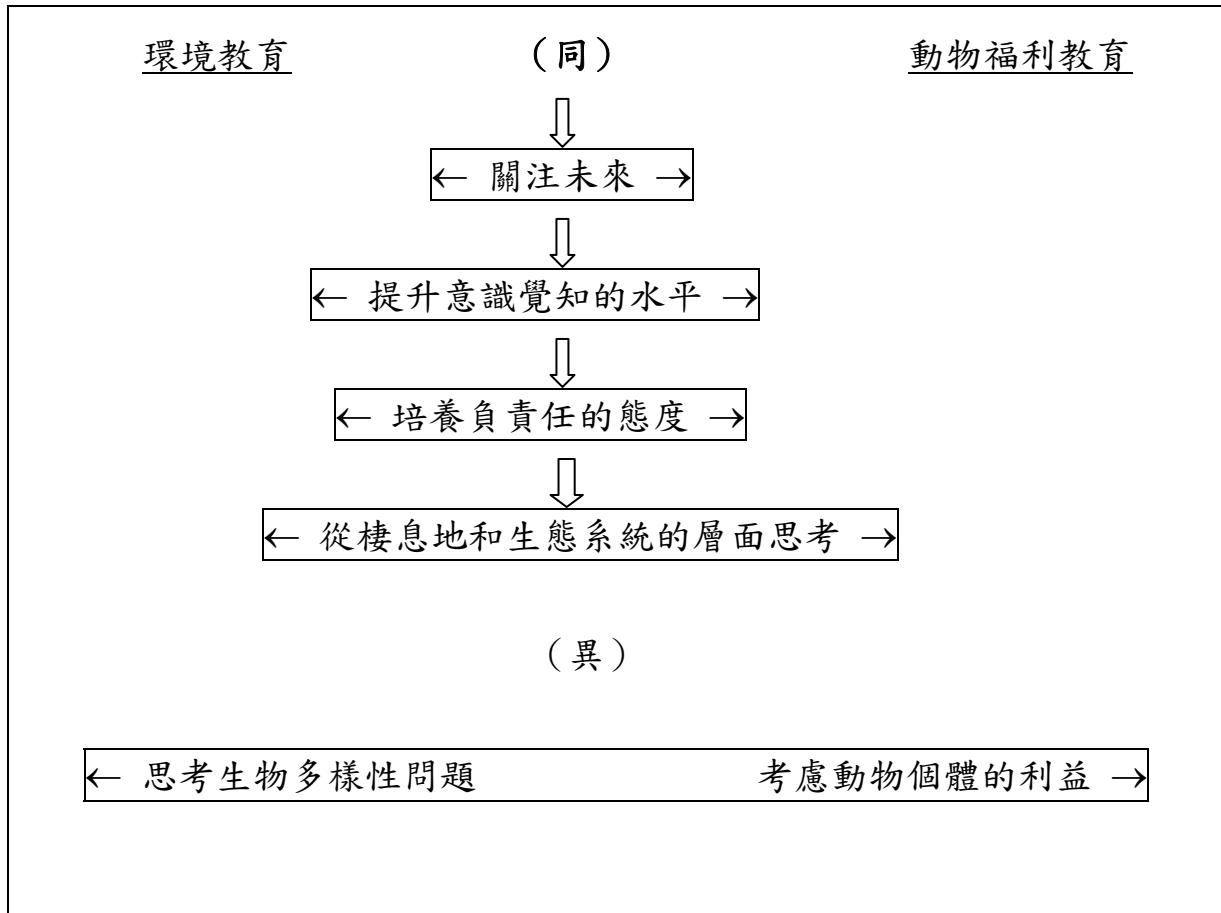 環境教育 （同） 動物福利教育
← 關注未來 →
← 提升意識覺知的水平 →
← 培養負責任的態度 →
← 從棲息地和生態系統的層面思考 →
（異）
← 思考生物多樣性問題 考慮動物個體的利益 →